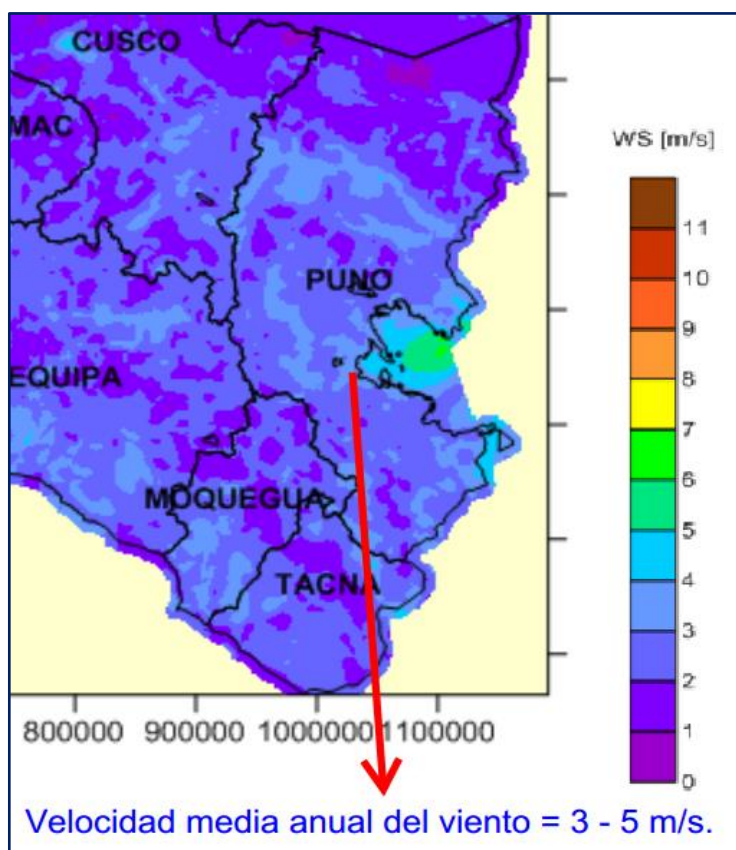 CUSCO
MAC
WS [m/s]
11
10
PUNO
9
8
EQUIPA
7
6
MOQUEGUA
5
4
TACNA
3
2
1
0
800000 900000 1000000 1100000
Velocidad media anual del viento = 3 - 5 m/s.